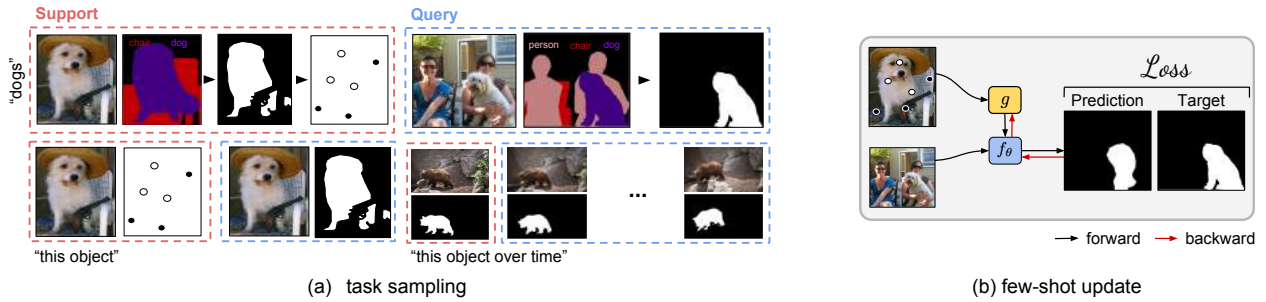 Support
Query
"dogs"
chair
dog
person
chair
dog
...
"this object"
"this object over time"
(a) task sampling
Loss
g
Prediction
Target
fθ
forward
backward
(b) few-shot update